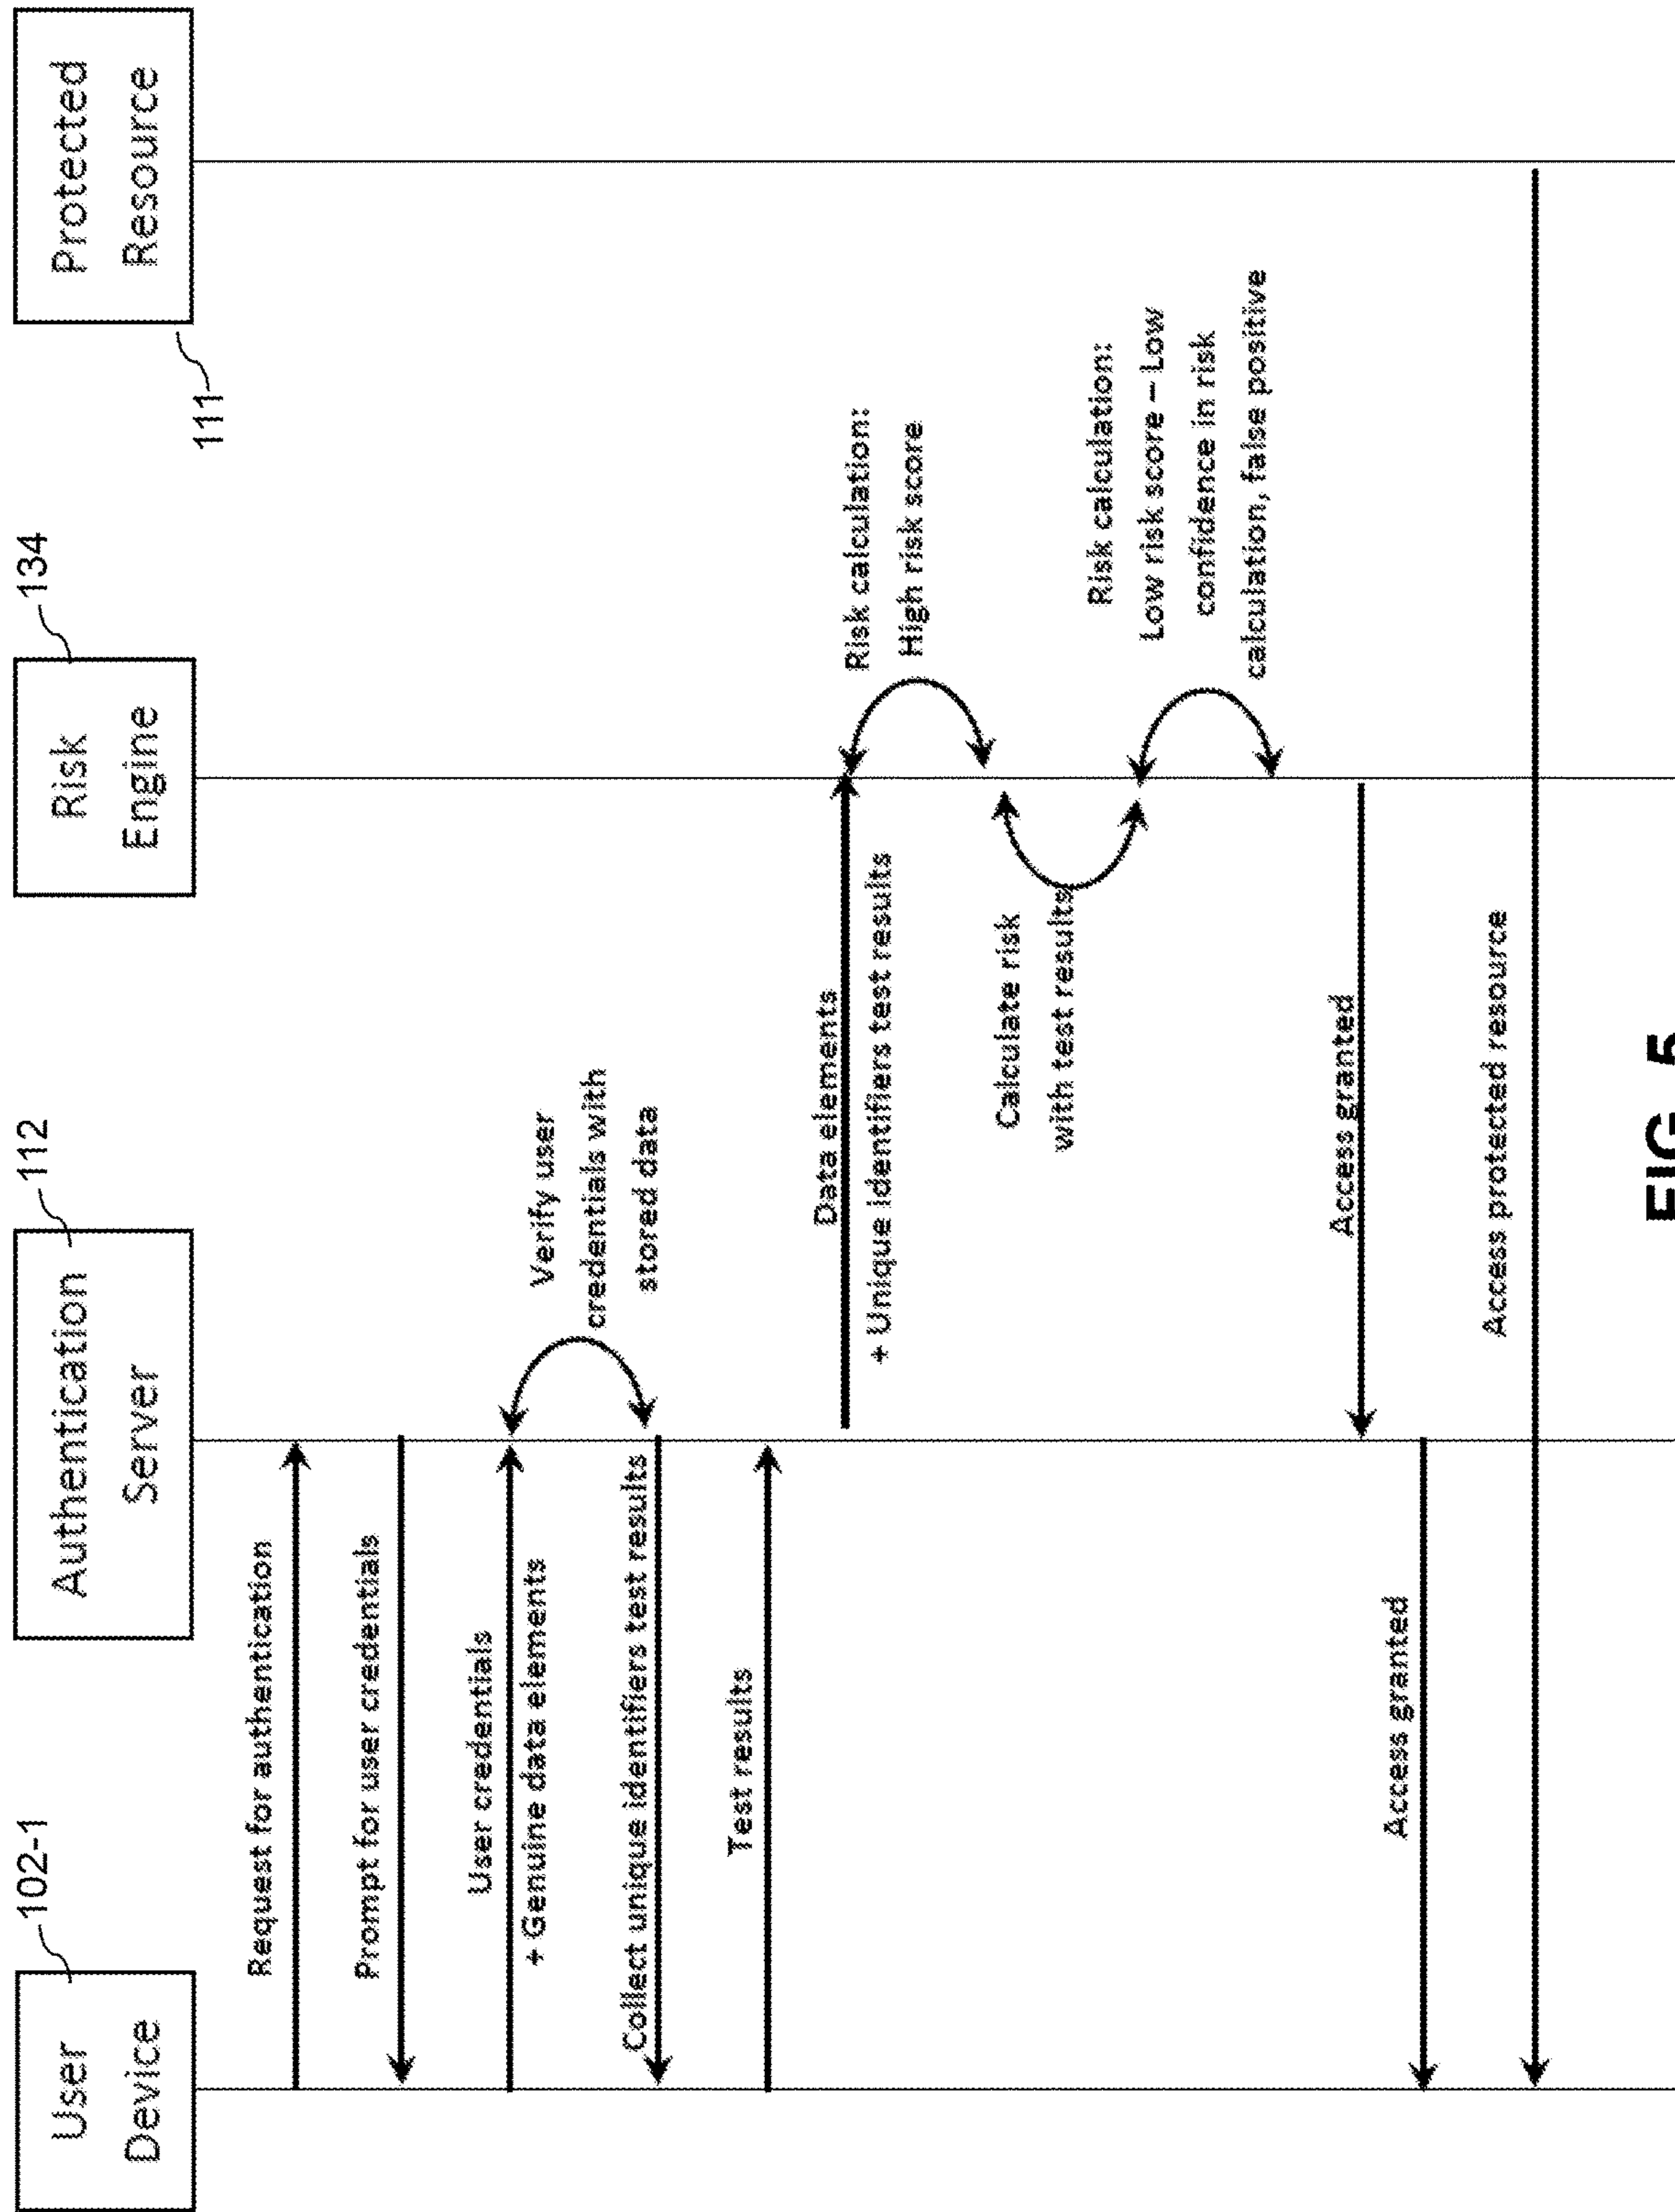 User
Device
102-1
Authentication
Server
112
Risk
Engine
134
Protected
Resource
111
Request for authentication
Prompt for user credentials
User credentials
+ Genuine data elements
Verify user
credentials with
stored data
Collect unique identifiers test results
Test results
Data elements
+ Unique identifiers test results
Risk calculation:
High risk score
Calculate risk
with test results
Risk calculation:
Low risk score – Low
confidence in risk
calculation, false positive
Access granted
Access granted
Access protected resource
FIG. 5